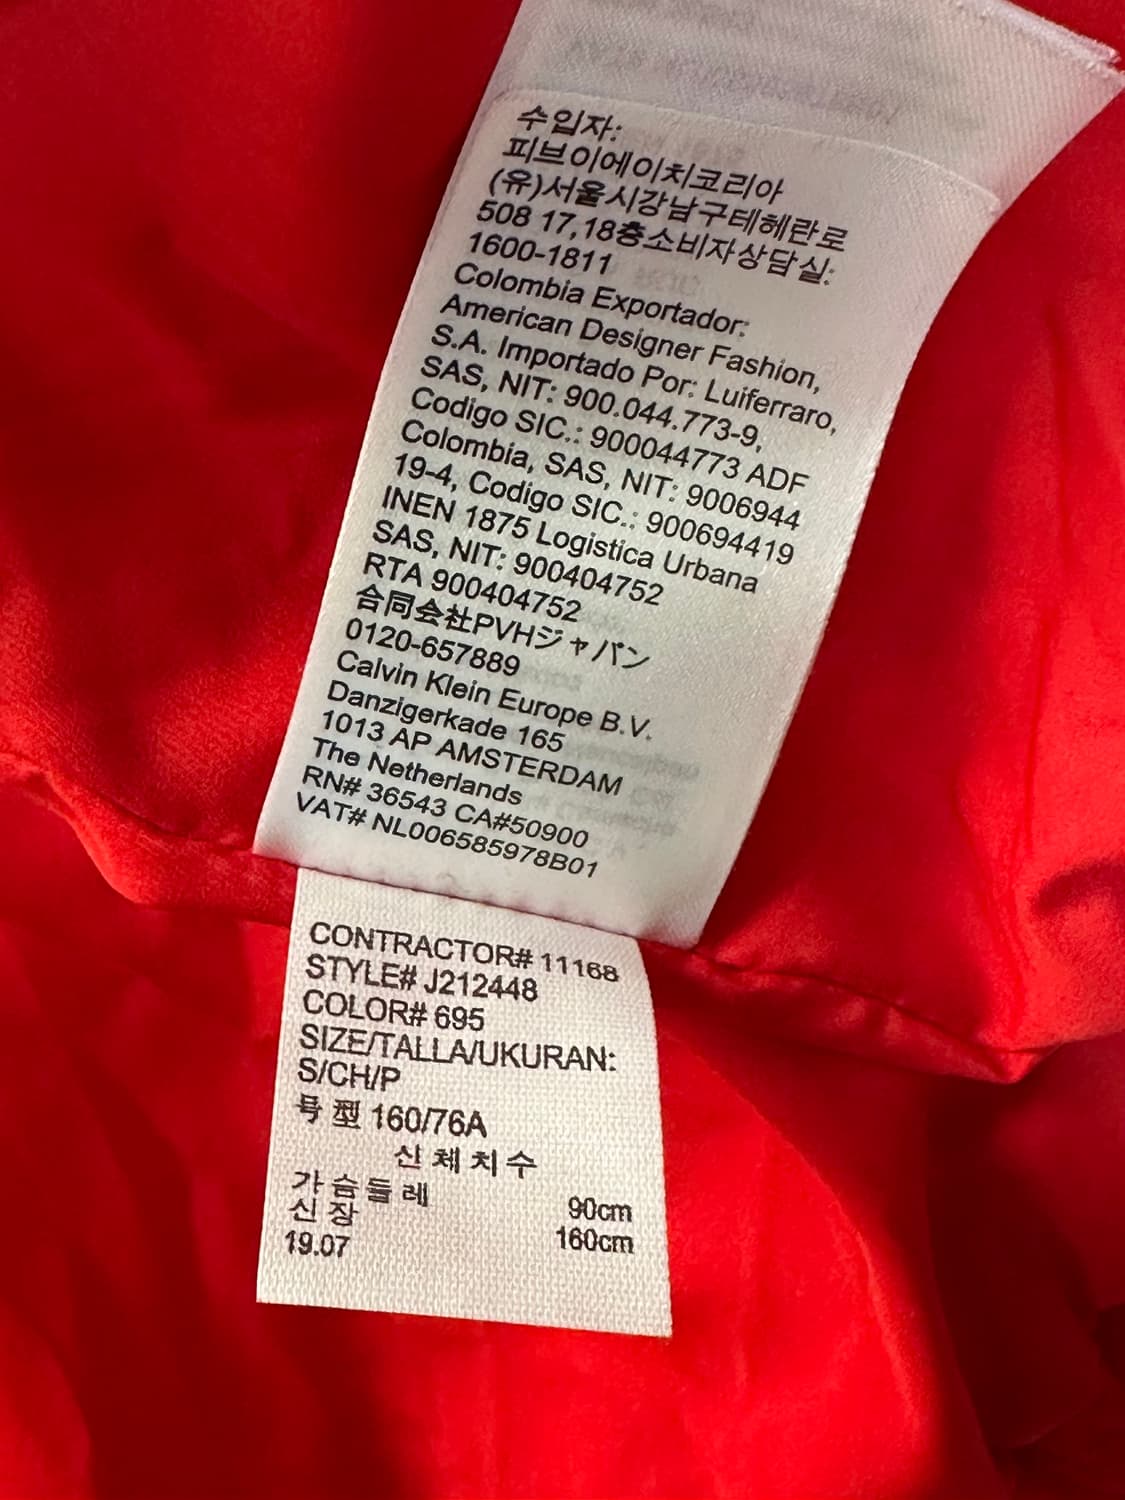 수입자:
피브이에이치코리아
(유)서울시강남구테헤란로
508 17,18층소비자상담실:
1600-1811
Colombia Exportador:
American Designer Fashion,
S.A. Importado Por: Luiferraro,
SAS, NIT: 900.044.773-9,
Codigo SIC.: 900044773 ADF
Colombia, SAS, NIT: 9006944
19-4, Codigo SIC.: 900694419
INEN 1875 Logistica Urbana
SAS, NIT: 900404752
RTA 900404752
合同会社PVHジャパン
0120-657889
Calvin Klein Europe B.V.
Danzigerkade 165
1013 AP AMSTERDAM
The Netherlands
RN# 36543 CA#50900
VAT# NL006585978B01
CONTRACTOR# 11168
STYLE# J212448
COLOR# 695
SIZE/TALLA/UKURAN:
S/CH/P
号型 160/76A
신체치수
가슴둘레 90cm
신장 160cm
19.07